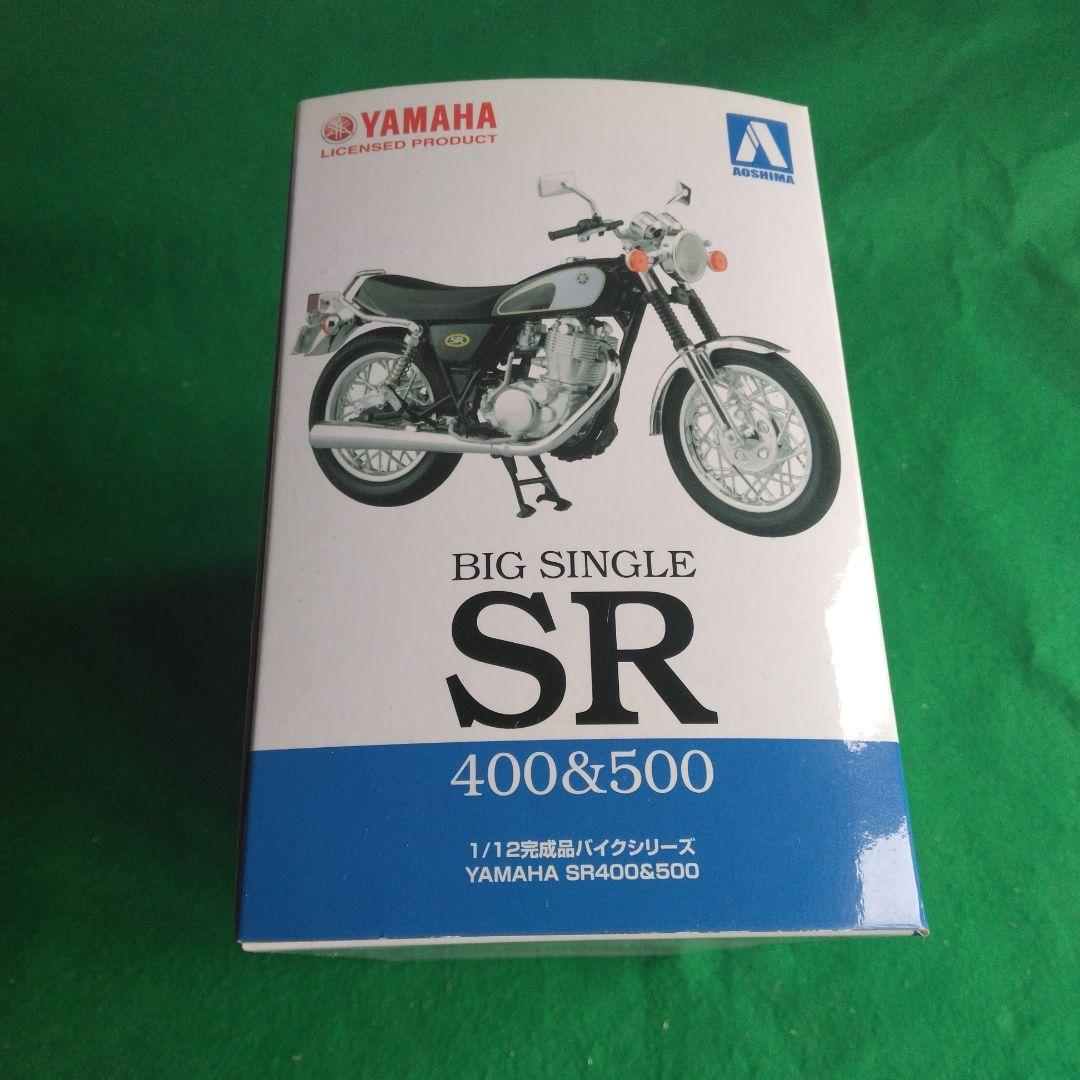 YAMAHA
LICENSED PRODUCT
AOSHIMA
SR
BIG SINGLE
SR
400&500
1/12完成品バイクシリーズ
YAMAHA SR400&500